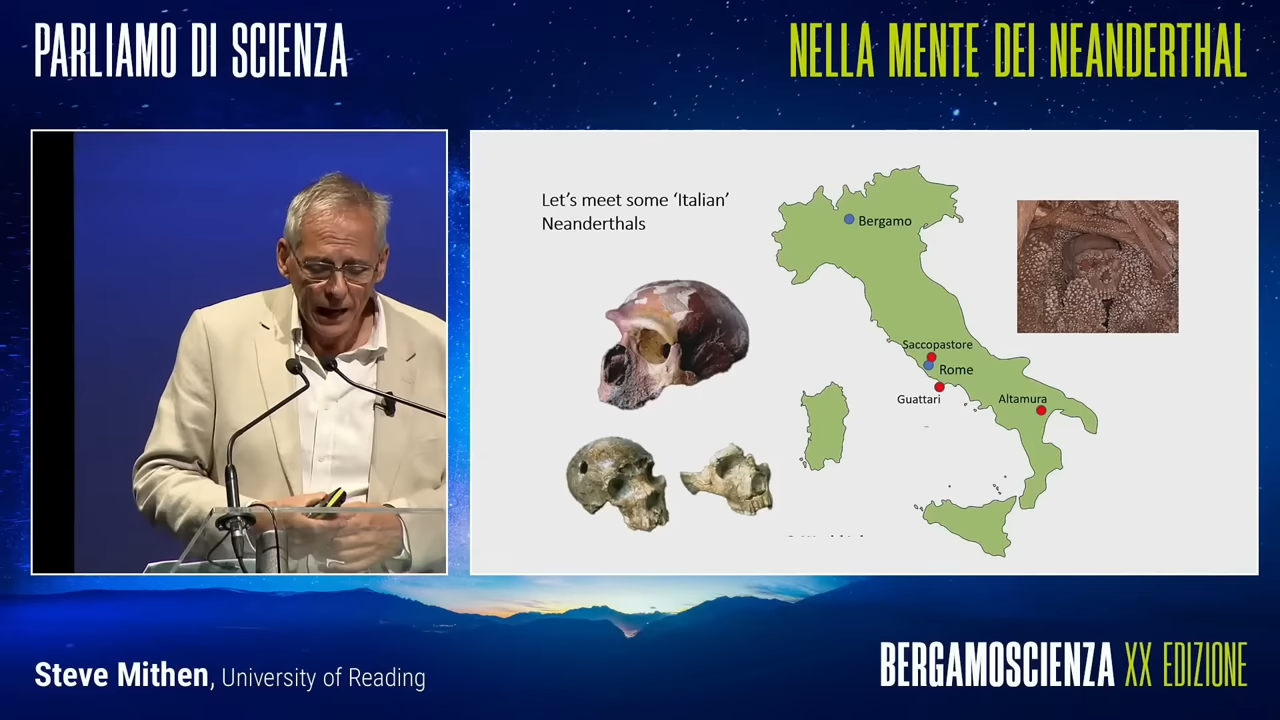 PARLIAMO DI SCIENZA
NELLA MENTE DEI NEANDERTHAL
Let's meet some 'Italian'
Neanderthals
Bergamo
Saccopastore
Rome
Guattari
Altamura
Steve Mithen, University of Reading
BERGAMOSCIENZA XX EDIZIONE